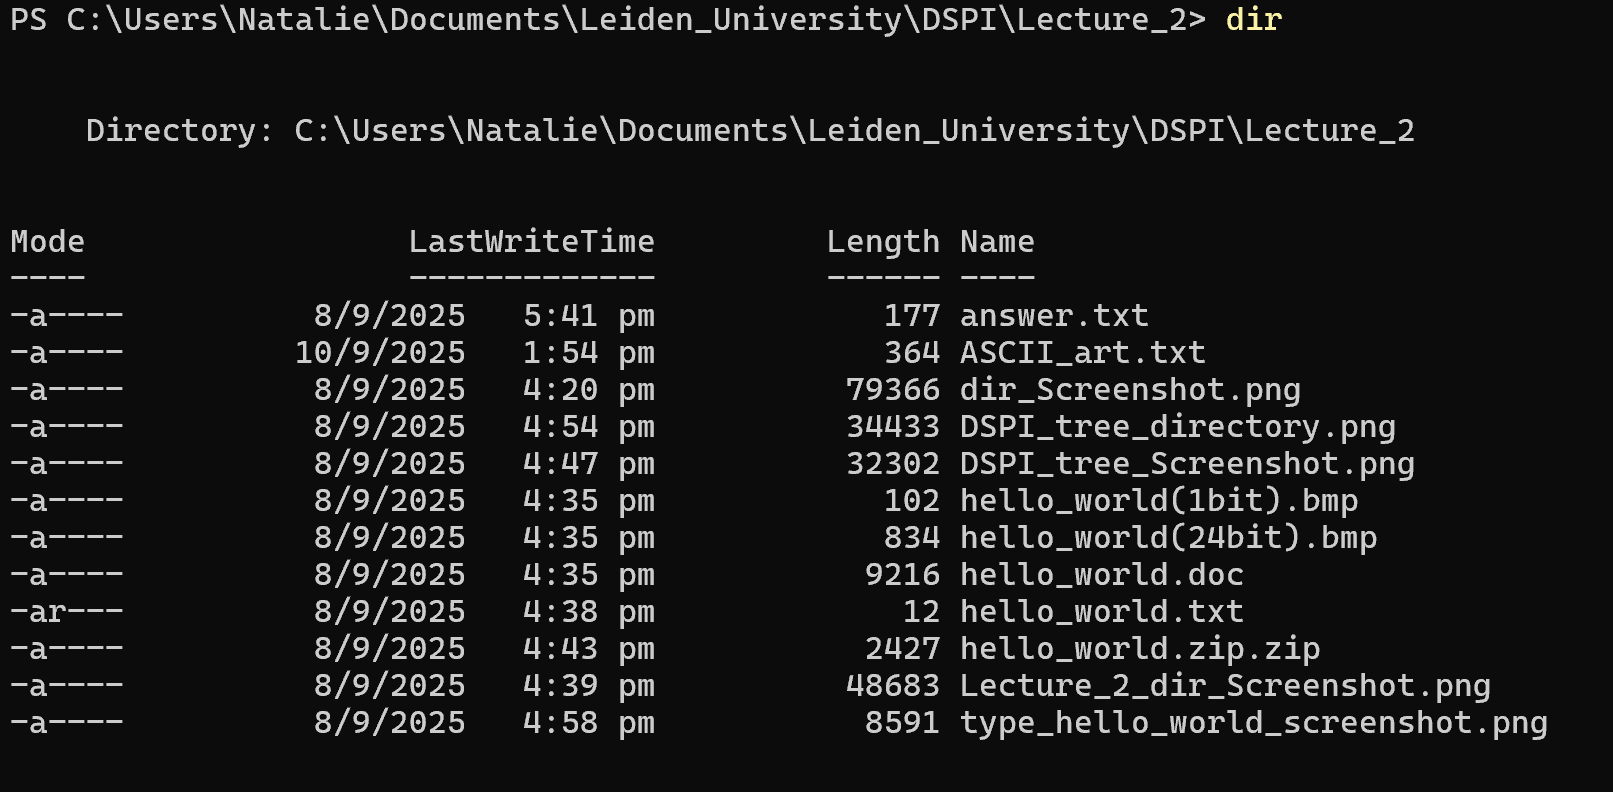 PS C:\Users\Natalie\Documents\Leiden_University\DSPI\Lecture_2> dir
    Directory: C:\Users\Natalie\Documents\Leiden_University\DSPI\Lecture_2
Mode                 LastWriteTime         Length Name
----                 -------------         ------ ----
-a----          8/9/2025   5:41 pm            177 answer.txt
-a----         10/9/2025   1:54 pm            364 ASCII_art.txt
-a----          8/9/2025   4:20 pm          79366 dir_Screenshot.png
-a----          8/9/2025   4:54 pm          34433 DSPI_tree_directory.png
-a----          8/9/2025   4:47 pm          32302 DSPI_tree_Screenshot.png
-a----          8/9/2025   4:35 pm            102 hello_world(1bit).bmp
-a----          8/9/2025   4:35 pm            834 hello_world(24bit).bmp
-a----          8/9/2025   4:35 pm           9216 hello_world.doc
-ar---          8/9/2025   4:38 pm             12 hello_world.txt
-a----          8/9/2025   4:43 pm           2427 hello_world.zip.zip
-a----          8/9/2025   4:39 pm          48683 Lecture_2_dir_Screenshot.png
-a----          8/9/2025   4:58 pm           8591 type_hello_world_screenshot.png